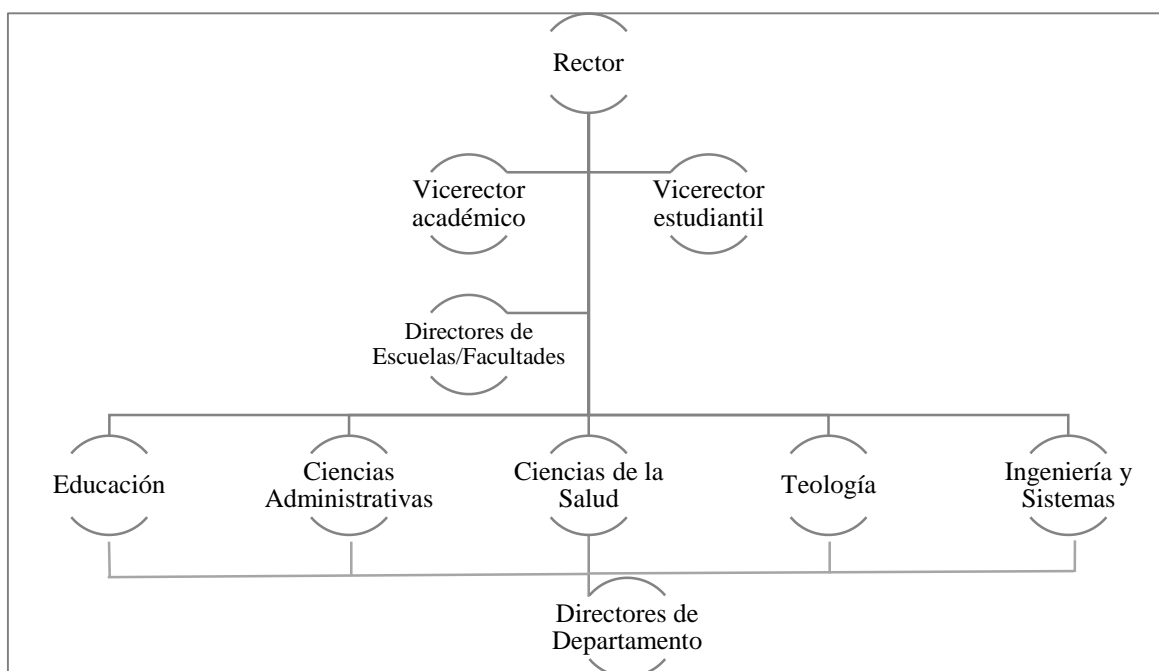 Rector
Vicerector
académico
Vicerector
estudiantil
Directores de
Escuelas/Facultades
Educación
Ciencias
Administrativas
Ciencias de la
Salud
Teología
Ingeniería y
Sistemas
Directores de
Departamento